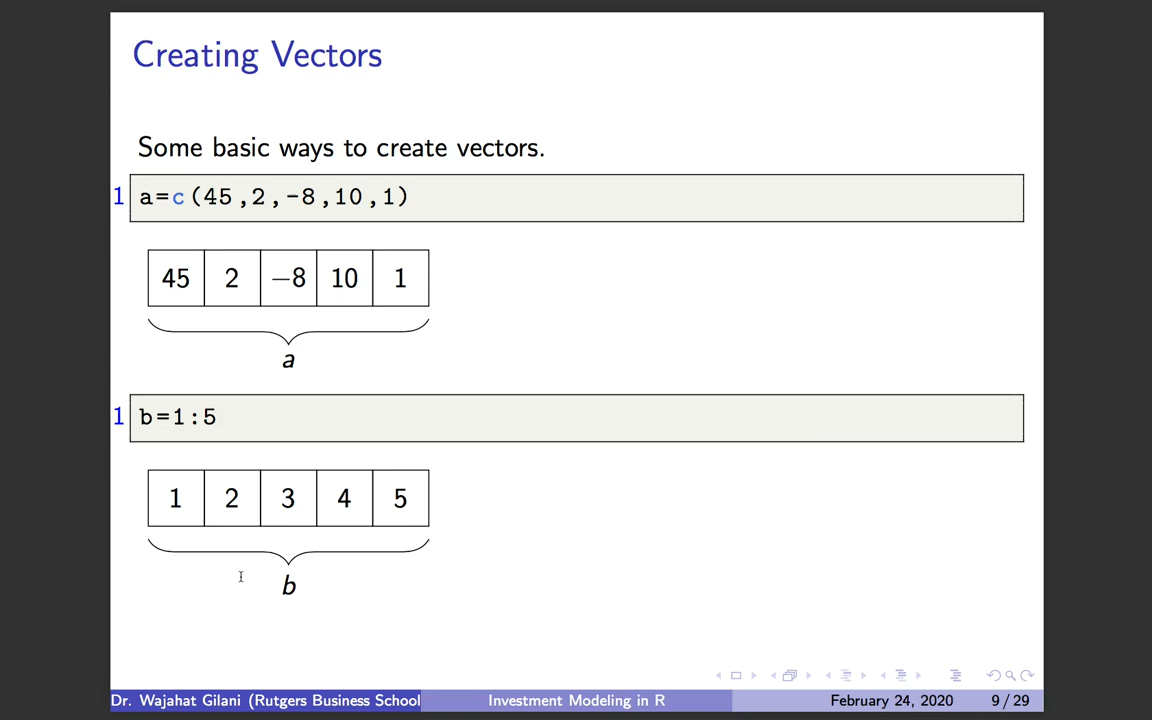 Creating Vectors
Some basic ways to create vectors.
1 a=c(45,2,-8,10,1)
45 2 −8 10 1
a
1 b=1:5
1 2 3 4 5
b
Dr. Wajahat Gilani (Rutgers Business School Investment Modeling in R February 24, 2020 9 / 29